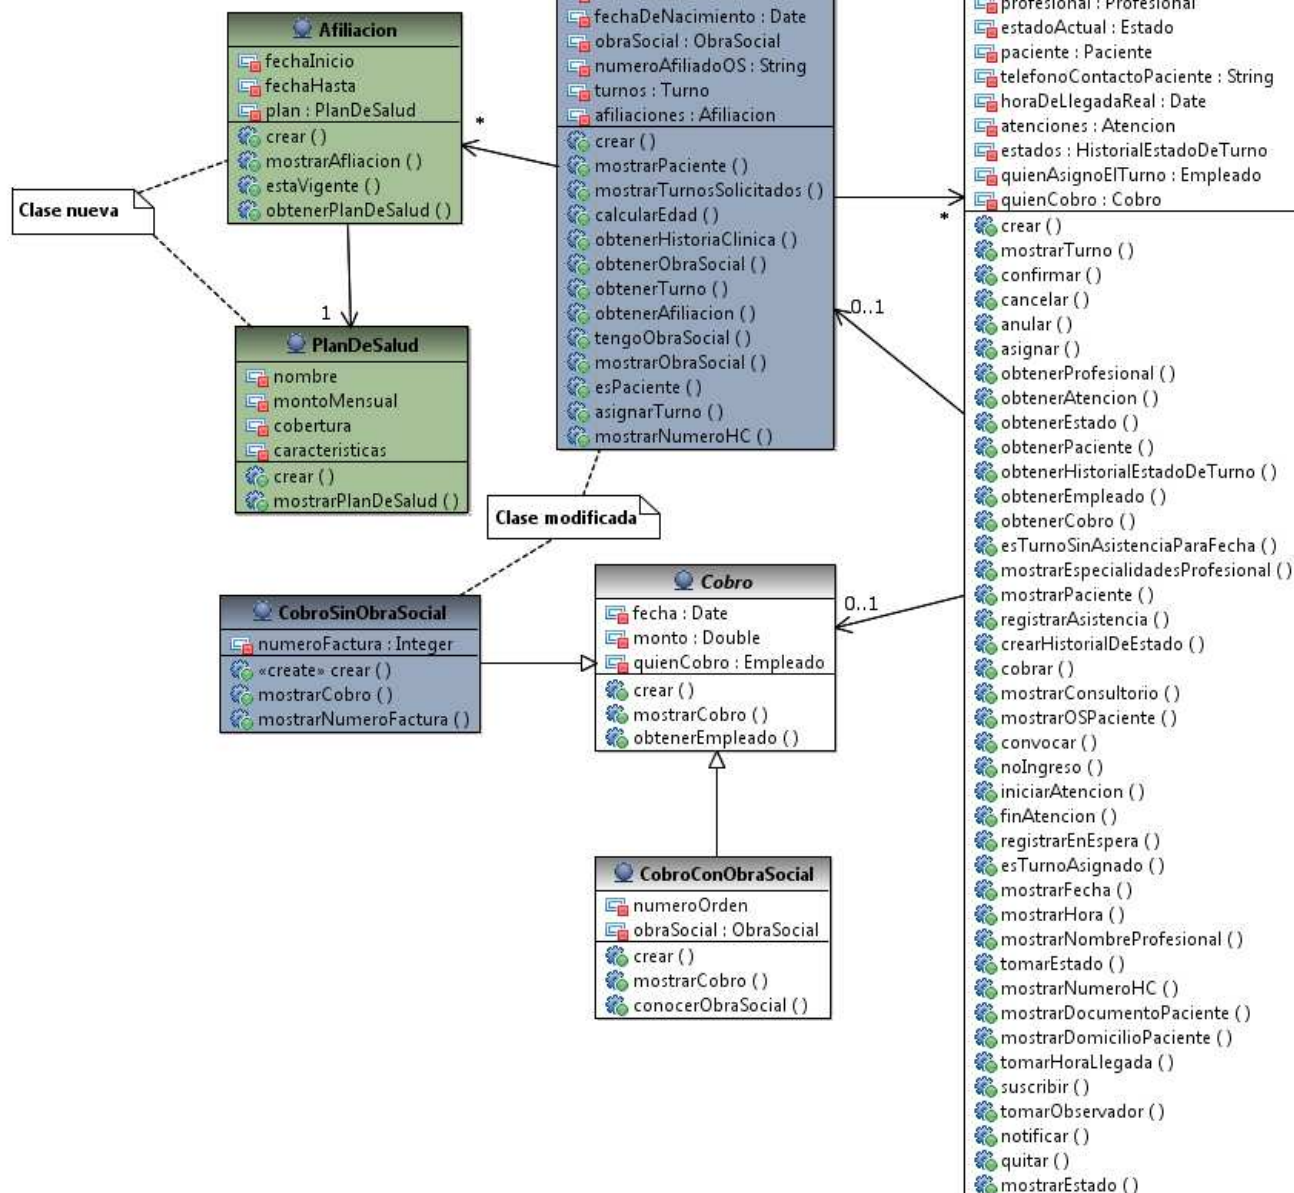 Afiliacion
fechaInicio
fechaHasta
plan : PlanDeSalud
crear ( )
mostrarAfliacion ( )
estaVigente ( )
obtenerPlanDeSalud ( )
Clase nueva
1
PlanDeSalud
nombre
montoMensual
cobertura
caracteristicas
crear ( )
mostrarPlanDeSalud ( )
*
fechaDeNacimiento : Date
obraSocial : ObraSocial
numeroAfiliadoOS : String
turnos : Turno
afiliaciones : Afiliacion
crear ( )
mostrarPaciente ( )
mostrarTurnosSolicitados ( )
calcularEdad ( )
obtenerHistoriaClinica ( )
obtenerObraSocial ( )
obtenerTurno ( )
obtenerAfiliacion ( )
tengoObraSocial ( )
mostrarObraSocial ( )
esPaciente ( )
asignarTurno ( )
mostrarNumeroHC ( )
Clase modificada
CobroSinObraSocial
numeroFactura : Integer
«create» crear ( )
mostrarCobro ( )
mostrarNumeroFactura ( )
Cobro
fecha : Date
monto : Double
quienCobro : Empleado
crear ( )
mostrarCobro ( )
obtenerEmpleado ( )
CobroConObraSocial
numeroOrden
obraSocial : ObraSocial
crear ( )
mostrarCobro ( )
conocerObraSocial ( )
*
0..1
0..1
profesional : Profesional
estadoActual : Estado
paciente : Paciente
telefonoContactoPaciente : String
horaDeLlegadaReal : Date
atenciones : Atencion
estados : HistorialEstadoDeTurno
quienAsignoElTurno : Empleado
quienCobro : Cobro
crear ( )
mostrarTurno ( )
confirmar ( )
cancelar ( )
anular ( )
asignar ( )
obtenerProfesional ( )
obtenerAtencion ( )
obtenerEstado ( )
obtenerPaciente ( )
obtenerHistorialEstadoDeTurno ( )
obtenerEmpleado ( )
obtenerCobro ( )
esTurnoSinAsistenciaParaFecha ( )
mostrarEspecialidadesProfesional ( )
mostrarPaciente ( )
registrarAsistencia ( )
crearHistorialDeEstado ( )
cobrar ( )
mostrarConsultorio ( )
mostrarOSPaciente ( )
convocar ( )
noIngreso ( )
iniciarAtencion ( )
finAtencion ( )
registrarEnEspera ( )
esTurnoAsignado ( )
mostrarFecha ( )
mostrarHora ( )
mostrarNombreProfesional ( )
tomarEstado ( )
mostrarNumeroHC ( )
mostrarDocumentoPaciente ( )
mostrarDomicilioPaciente ( )
tomarHoraLlegada ( )
suscribir ( )
tomarObservador ( )
notificar ( )
quitar ( )
mostrarEstado ( )